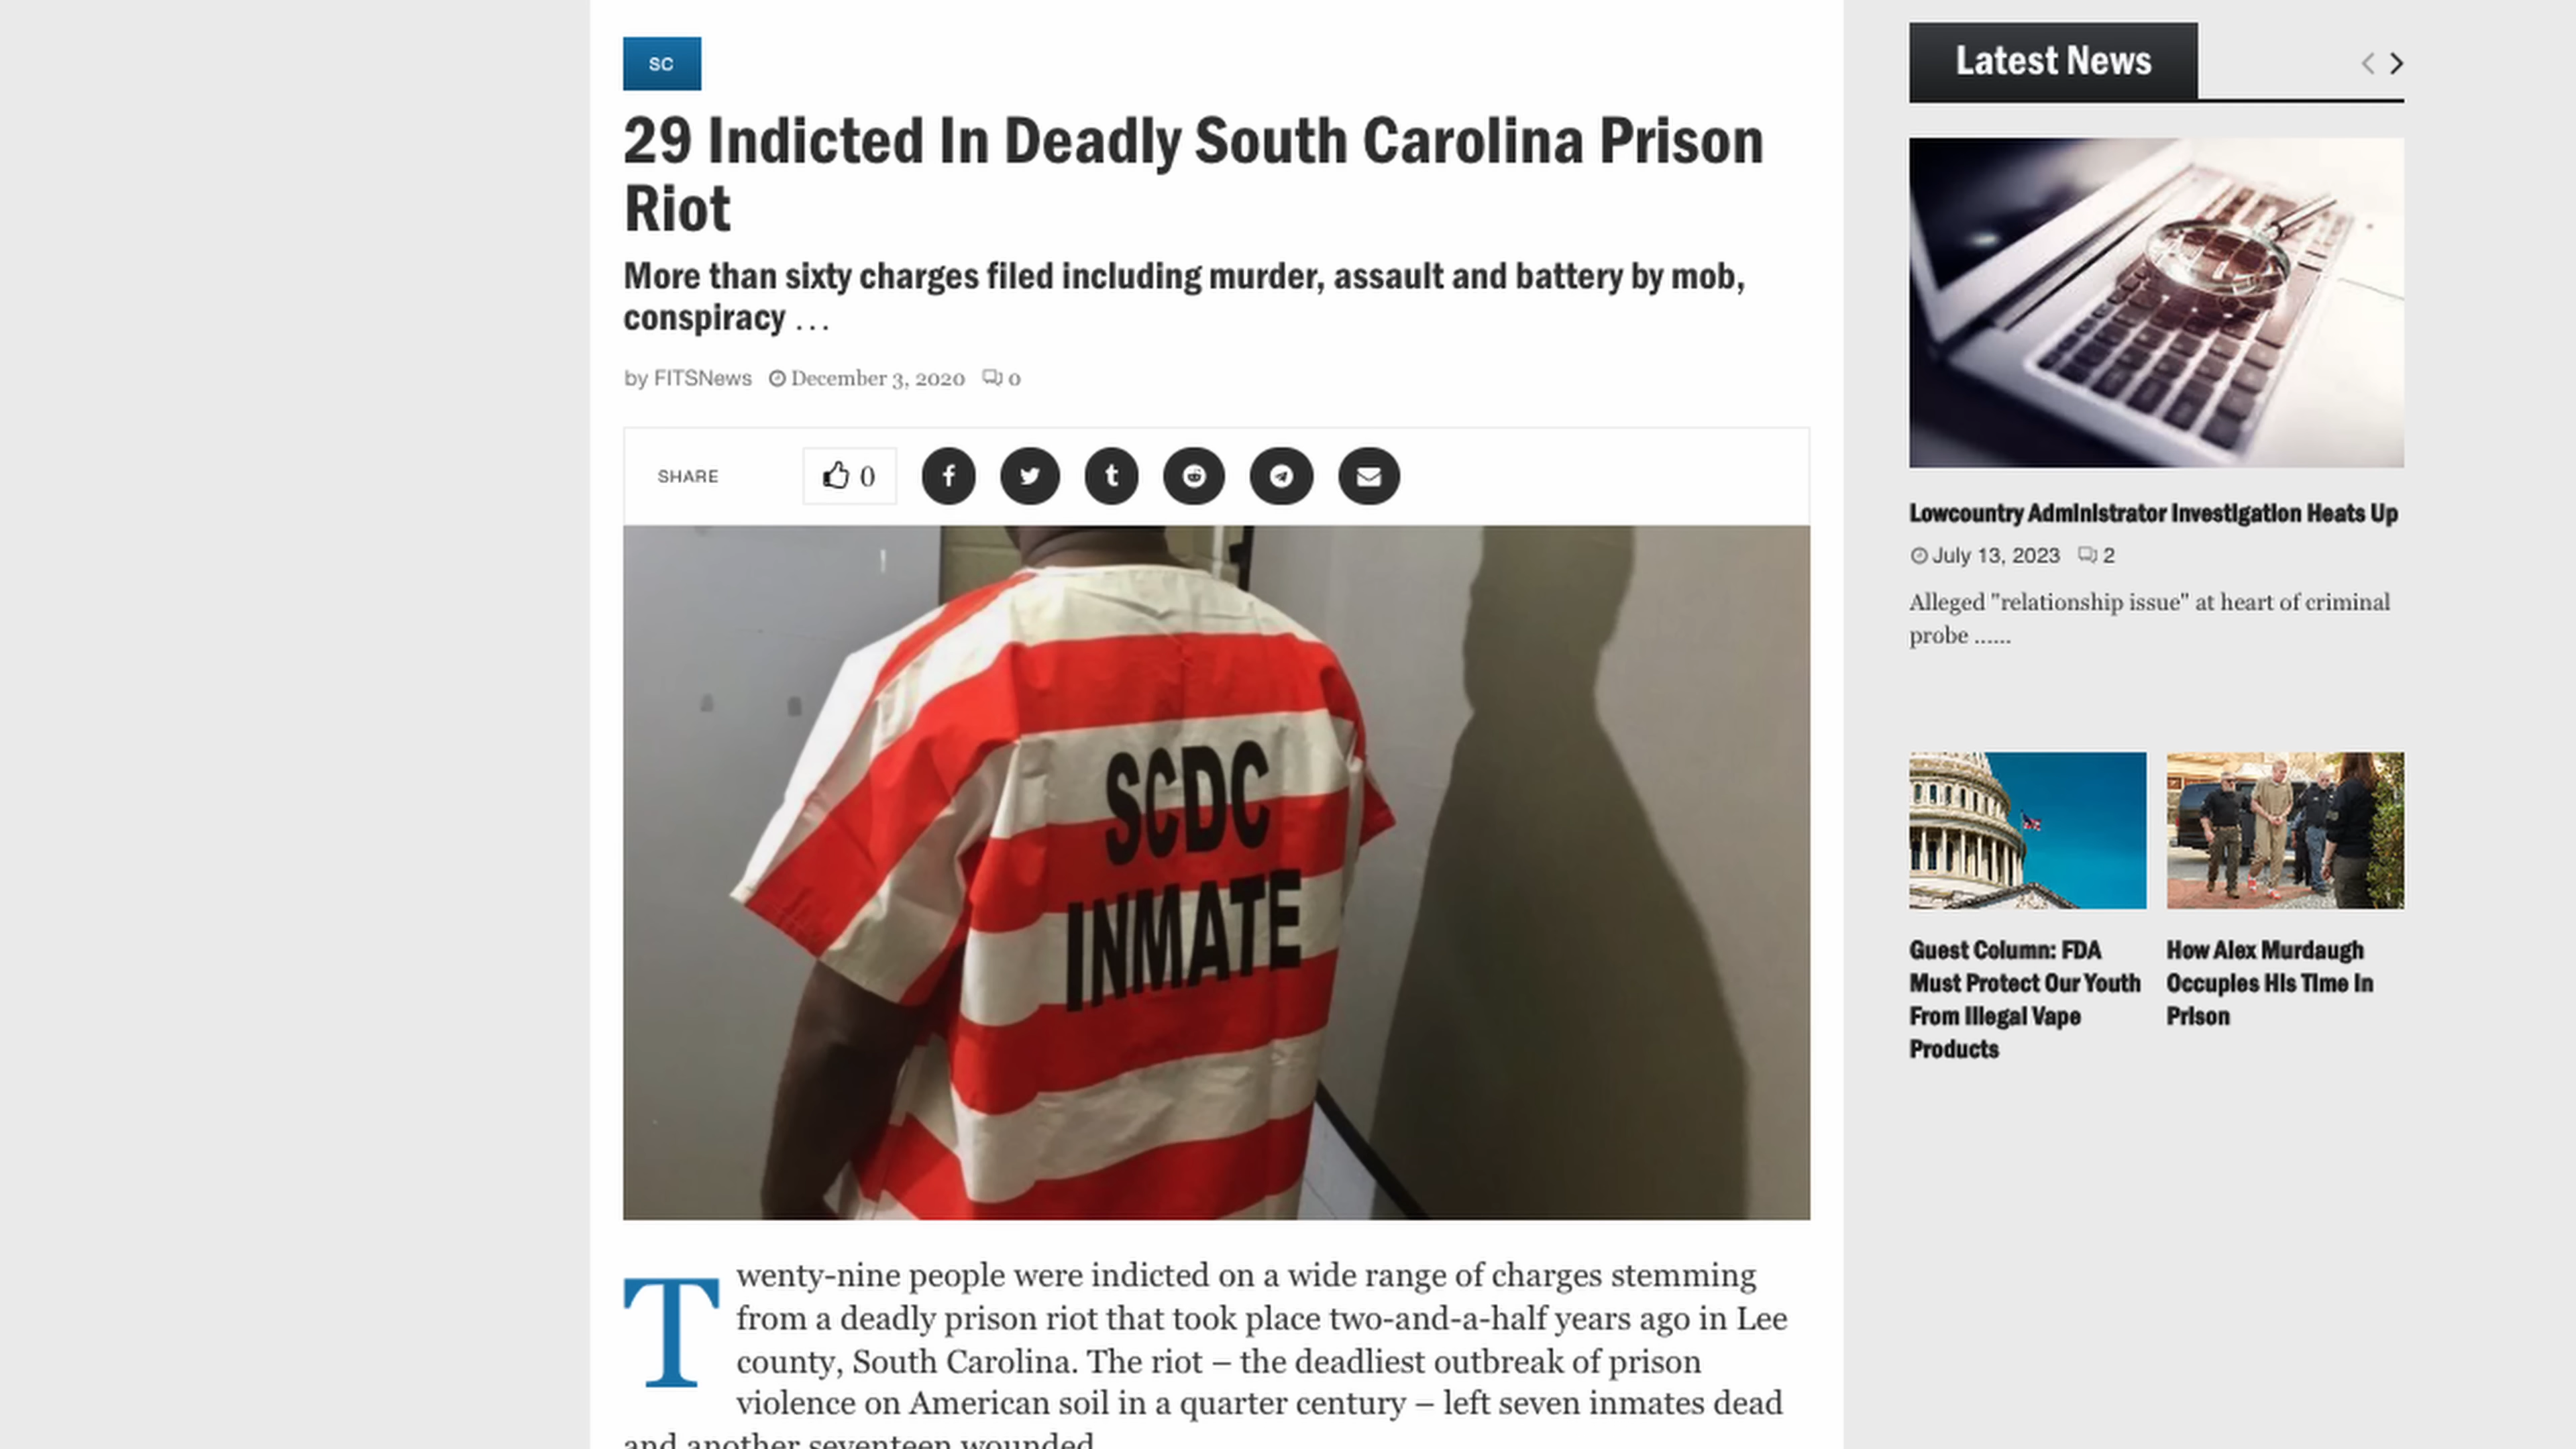 SC
29 Indicted In Deadly South Carolina Prison
Riot
More than sixty charges filed including murder, assault and battery by mob,
conspiracy ...
by FITSNews December 3, 2020 0
SHARE 0
SCDC
INMATE
Twenty-nine people were indicted on a wide range of charges stemming
from a deadly prison riot that took place two-and-a-half years ago in Lee
county, South Carolina. The riot – the deadliest outbreak of prison
violence on American soil in a quarter century – left seven inmates dead
and another seventeen wounded.
Latest News
Lowcountry Administrator Investigation Heats Up
July 13, 2023 2
Alleged "relationship issue" at heart of criminal
probe ......
Guest Column: FDA
Must Protect Our Youth
From Illegal Vape
Products
How Alex Murdaugh
Occupies His Time In
Prison